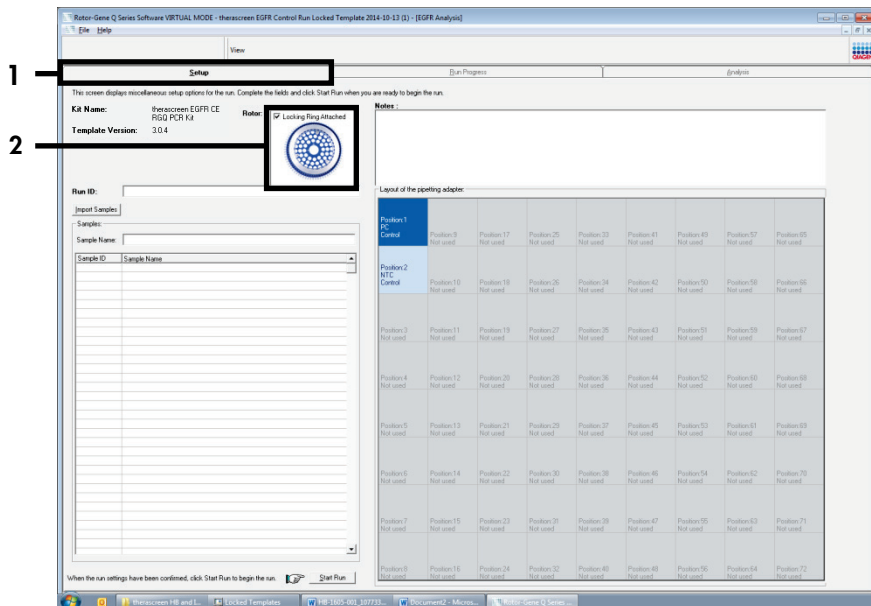 Rotor-Gene Q Series Software VIRTUAL MODE - therascreen EGFR Control Run Locked Template 2014-10-13 (1) - [EGFR Analysis]
File Help
View
QIAGEN
1
Setup
Run Progress
Analysis
This screen displays miscellaneous setup options for the run. Complete the fields and click Start Run when you are ready to begin the run.
Kit Name: therascreen EGFR CE RGQ PCR Kit
Template Version: 3.0.4
Rotor:
2
Locking Ring Attached
Notes :
Run ID:
Import Samples
Samples:
Sample Name:
Sample ID Sample Name
Layout of the pipetting adapter:
Position:1
PC
Control
Position:9
Not used
Position:17
Not used
Position:25
Not used
Position:33
Not used
Position:41
Not used
Position:49
Not used
Position:57
Not used
Position:65
Not used
Position:2
NTC
Control
Position:10
Not used
Position:18
Not used
Position:26
Not used
Position:34
Not used
Position:42
Not used
Position:50
Not used
Position:58
Not used
Position:66
Not used
Position:3
Not used
Position:11
Not used
Position:19
Not used
Position:27
Not used
Position:35
Not used
Position:43
Not used
Position:51
Not used
Position:59
Not used
Position:67
Not used
Position:4
Not used
Position:12
Not used
Position:20
Not used
Position:28
Not used
Position:36
Not used
Position:44
Not used
Position:52
Not used
Position:60
Not used
Position:68
Not used
Position:5
Not used
Position:13
Not used
Position:21
Not used
Position:29
Not used
Position:37
Not used
Position:45
Not used
Position:53
Not used
Position:61
Not used
Position:69
Not used
Position:6
Not used
Position:14
Not used
Position:22
Not used
Position:30
Not used
Position:38
Not used
Position:46
Not used
Position:54
Not used
Position:62
Not used
Position:70
Not used
Position:7
Not used
Position:15
Not used
Position:23
Not used
Position:31
Not used
Position:39
Not used
Position:47
Not used
Position:55
Not used
Position:63
Not used
Position:71
Not used
Position:8
Not used
Position:16
Not used
Position:24
Not used
Position:32
Not used
Position:40
Not used
Position:48
Not used
Position:56
Not used
Position:64
Not used
Position:72
Not used
When the run settings have been confirmed, click Start Run to begin the run.
Start Run
therascreen HB and I...
Locked Templates
HB-1605-001_107733...
Document2 - Micros...
Rotor-Gene Q Series ...